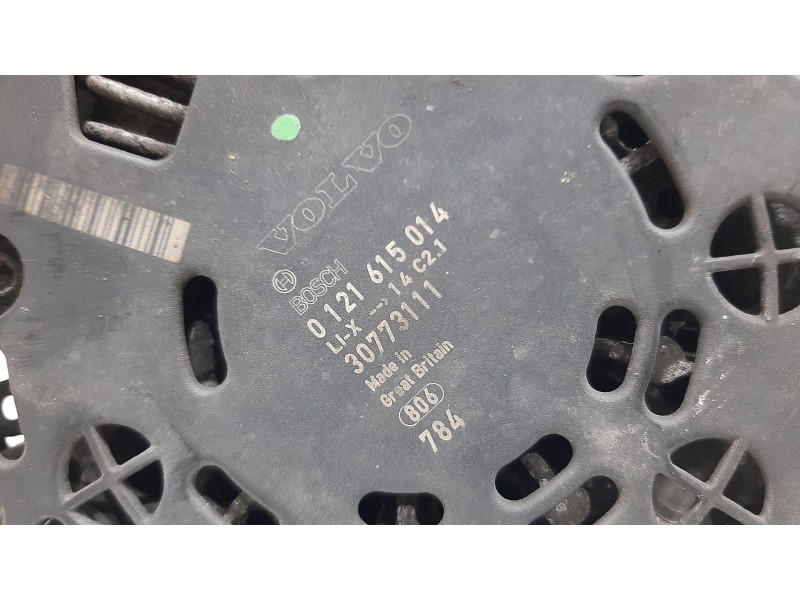 VOLVO
BOSCH
0 121 615 014
LI-X --> 14 C2.1
30773111
Made in
Great Britain
806
784